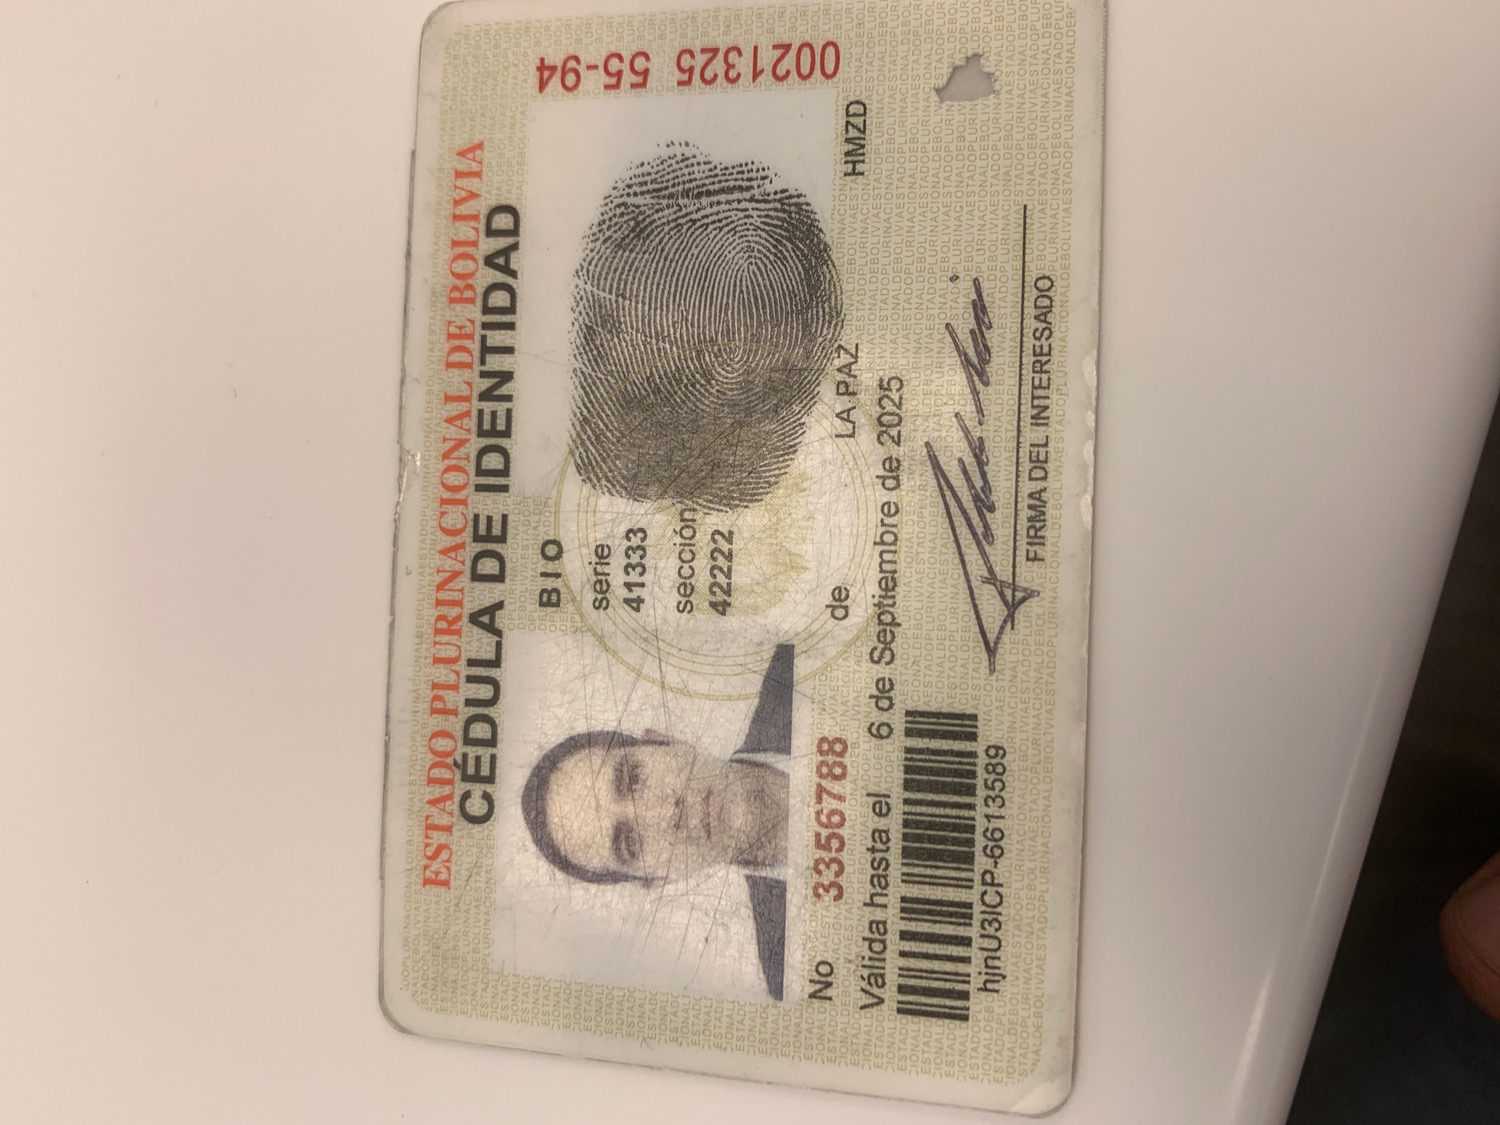 ESTADO PLURINACIONAL DE BOLIVIA
CÉDULA DE IDENTIDAD
BIO
serie
41333
sección
42222
0021325 55-94
No 3356788 de LA PAZ HMZD
Válida hasta el 6 de Septiembre de 2025
hjnU3ICP-6613589
FIRMA DEL INTERESADO